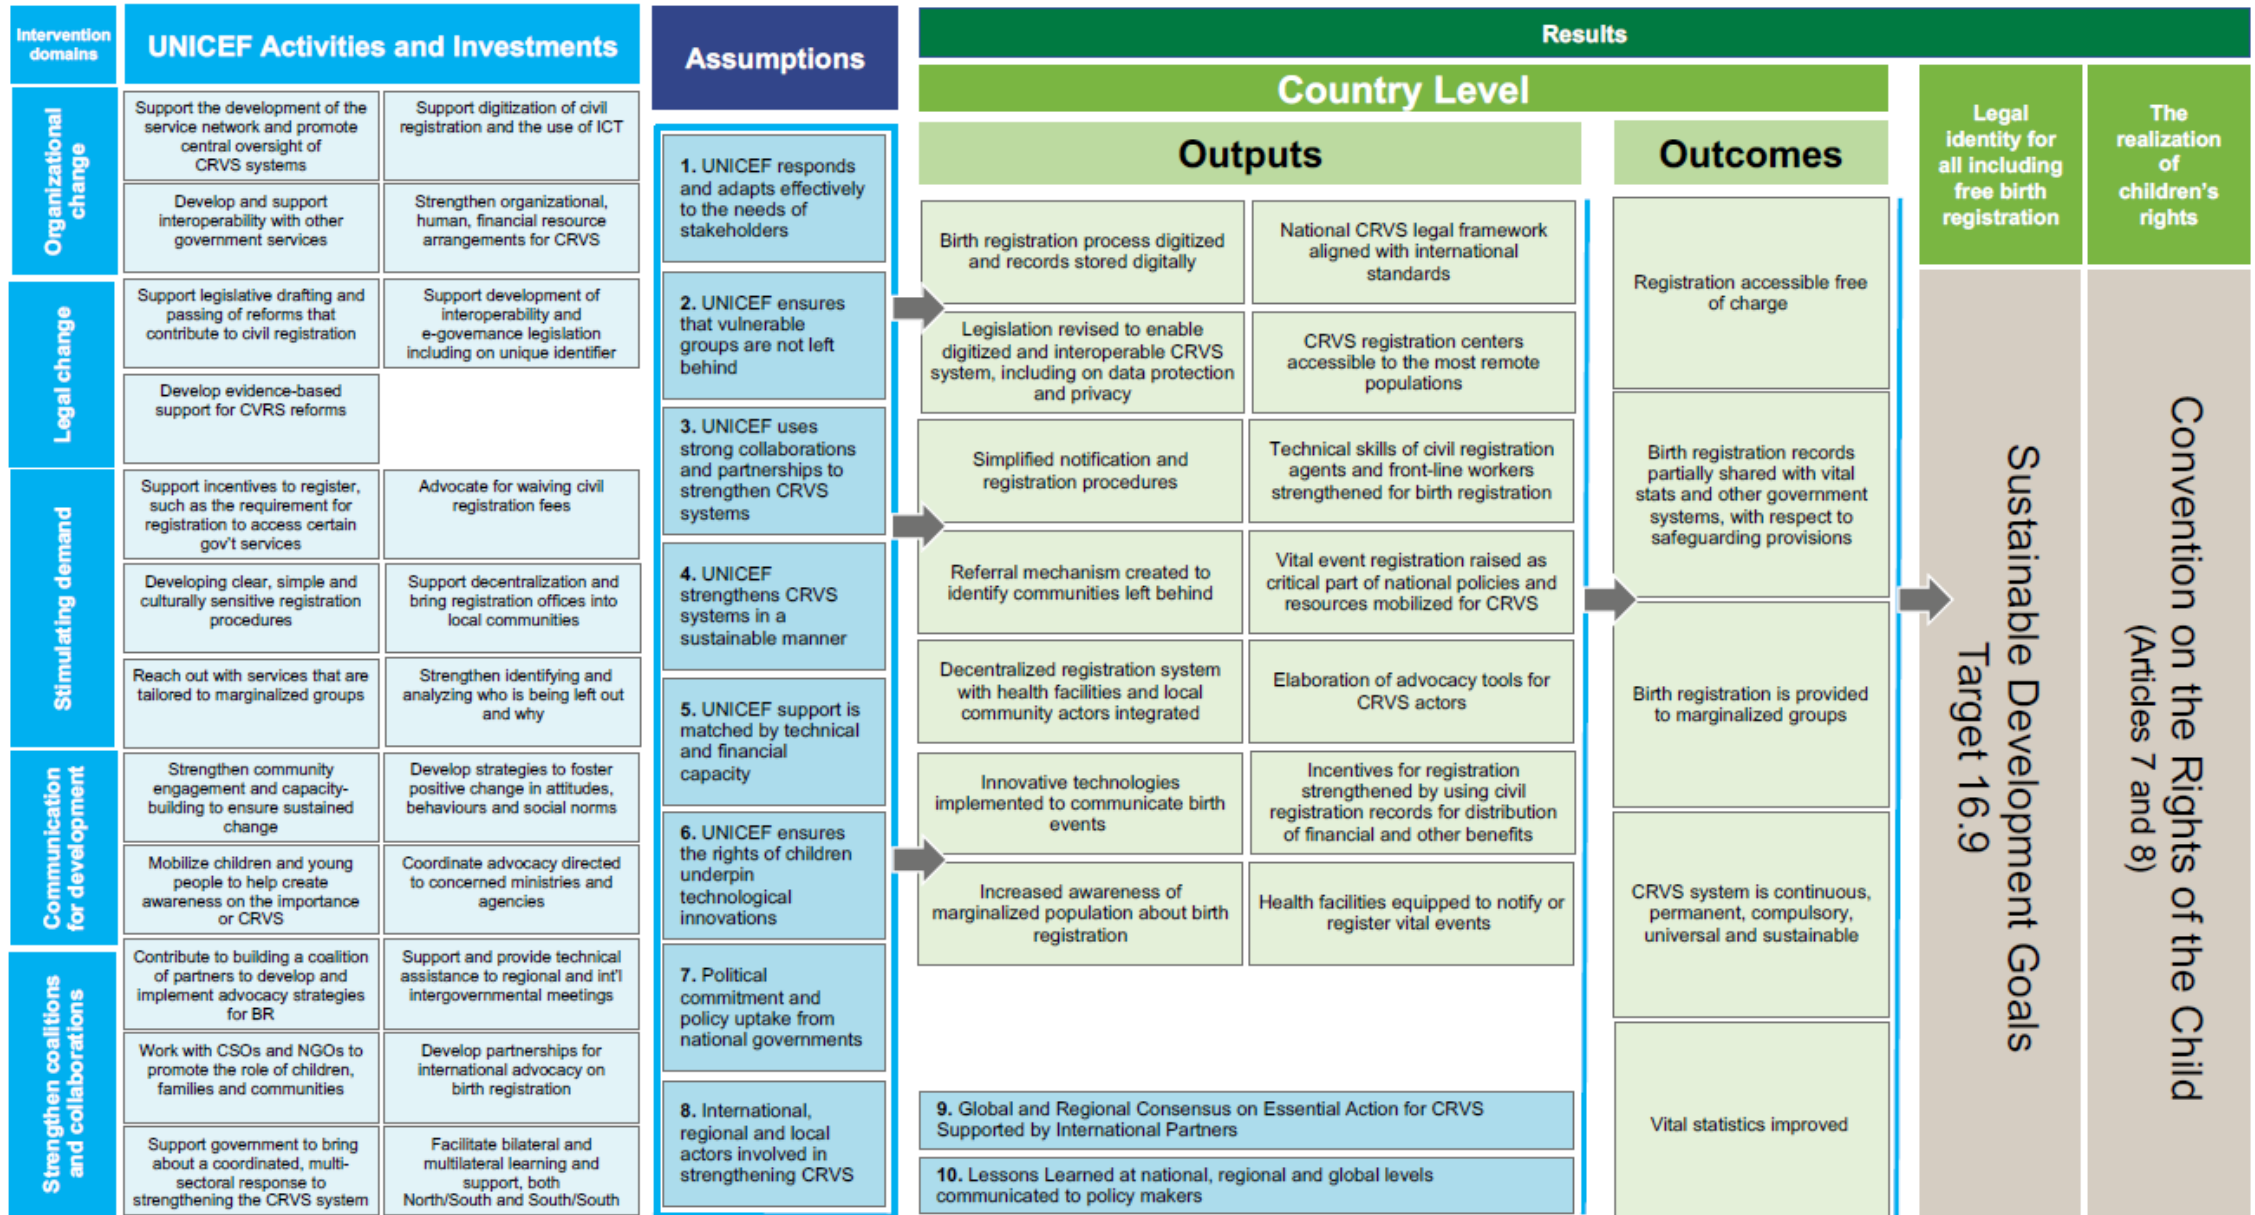 Intervention
domains
UNICEF Activities and Investments
Assumptions
Results
Country Level
Outputs
Outcomes
Legal
identity for
all including
free birth
registration
The
realization
of
children's
rights
Organizational
change
Support the development of the
service network and promote
central oversight of
CRVS systems
Support digitization of civil
registration and the use of ICT
Develop and support
interoperability with other
government services
Strengthen organizational,
human, financial resource
arrangements for CRVS
Legal change
Support legislative drafting and
passing of reforms that
contribute to civil registration
Support development of
interoperability and
e-governance legislation
including on unique identifier
Develop evidence-based
support for CVRS reforms
Stimulating demand
Support incentives to register,
such as the requirement for
registration to access certain
gov't services
Advocate for waiving civil
registration fees
Developing clear, simple and
culturally sensitive registration
procedures
Support decentralization and
bring registration offices into
local communities
Reach out with services that are
tailored to marginalized groups
Strengthen identifying and
analyzing who is being left out
and why
Communication
for development
Strengthen community
engagement and capacity-
building to ensure sustained
change
Develop strategies to foster
positive change in attitudes,
behaviours and social norms
Mobilize children and young
people to help create
awareness on the importance
or CRVS
Coordinate advocacy directed
to concerned ministries and
agencies
Strengthen coalitions
and collaborations
Contribute to building a coalition
of partners to develop and
implement advocacy strategies
for BR
Support and provide technical
assistance to regional and int'l
intergovernmental meetings
Work with CSOs and NGOs to
promote the role of children,
families and communities
Develop partnerships for
international advocacy on
birth registration
Support government to bring
about a coordinated, multi-
sectoral response to
strengthening the CRVS system
Facilitate bilateral and
multilateral learning and
support, both
North/South and South/South
1. UNICEF responds
and adapts effectively
to the needs of
stakeholders
2. UNICEF ensures
that vulnerable
groups are not left
behind
3. UNICEF uses
strong collaborations
and partnerships to
strengthen CRVS
systems
4. UNICEF
strengthens CRVS
systems in a
sustainable manner
5. UNICEF support is
matched by technical
and financial
capacity
6. UNICEF ensures
the rights of children
underpin
technological
innovations
7. Political
commitment and
policy uptake from
national governments
8. International,
regional and local
actors involved in
strengthening CRVS
Birth registration process digitized
and records stored digitally
National CRVS legal framework
aligned with international
standards
Legislation revised to enable
digitized and interoperable CRVS
system, including on data protection
and privacy
CRVS registration centers
accessible to the most remote
populations
Simplified notification and
registration procedures
Technical skills of civil registration
agents and front-line workers
strengthened for birth registration
Referral mechanism created to
identify communities left behind
Vital event registration raised as
critical part of national policies and
resources mobilized for CRVS
Decentralized registration system
with health facilities and local
community actors integrated
Elaboration of advocacy tools for
CRVS actors
Innovative technologies
implemented to communicate birth
events
Incentives for registration
strengthened by using civil
registration records for distribution
of financial and other benefits
Increased awareness of
marginalized population about birth
registration
Health facilities equipped to notify or
register vital events
9. Global and Regional Consensus on Essential Action for CRVS
Supported by International Partners
10. Lessons Learned at national, regional and global levels
communicated to policy makers
Registration accessible free
of charge
Birth registration records
partially shared with vital
stats and other government
systems, with respect to
safeguarding provisions
Birth registration is provided
to marginalized groups
CRVS system is continuous,
permanent, compulsory,
universal and sustainable
Vital statistics improved
Sustainable Development Goals
Target 16.9
Convention on the Rights of the Child
(Articles 7 and 8)